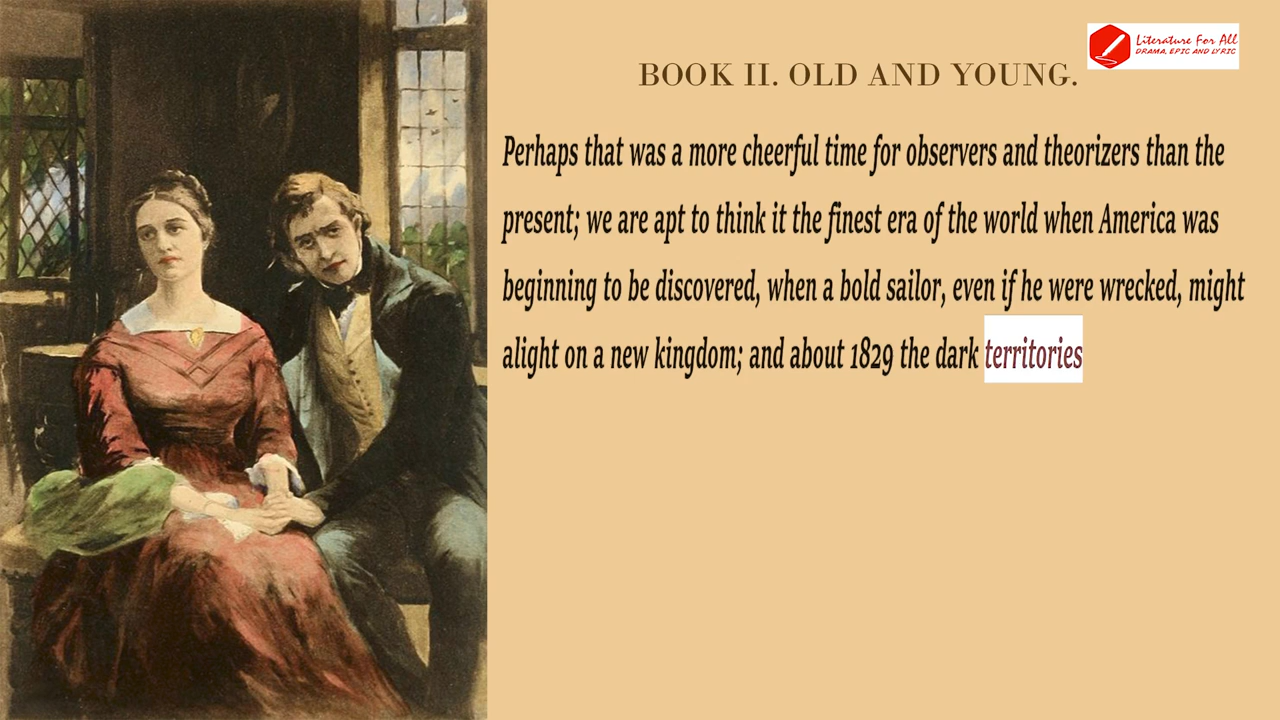 Literature For All
DRAMA, EPIC AND LYRIC
BOOK II. OLD AND YOUNG.
Perhaps that was a more cheerful time for observers and theorizers than the
present; we are apt to think it the finest era of the world when America was
beginning to be discovered, when a bold sailor, even if he were wrecked, might
alight on a new kingdom; and about 1829 the dark territories